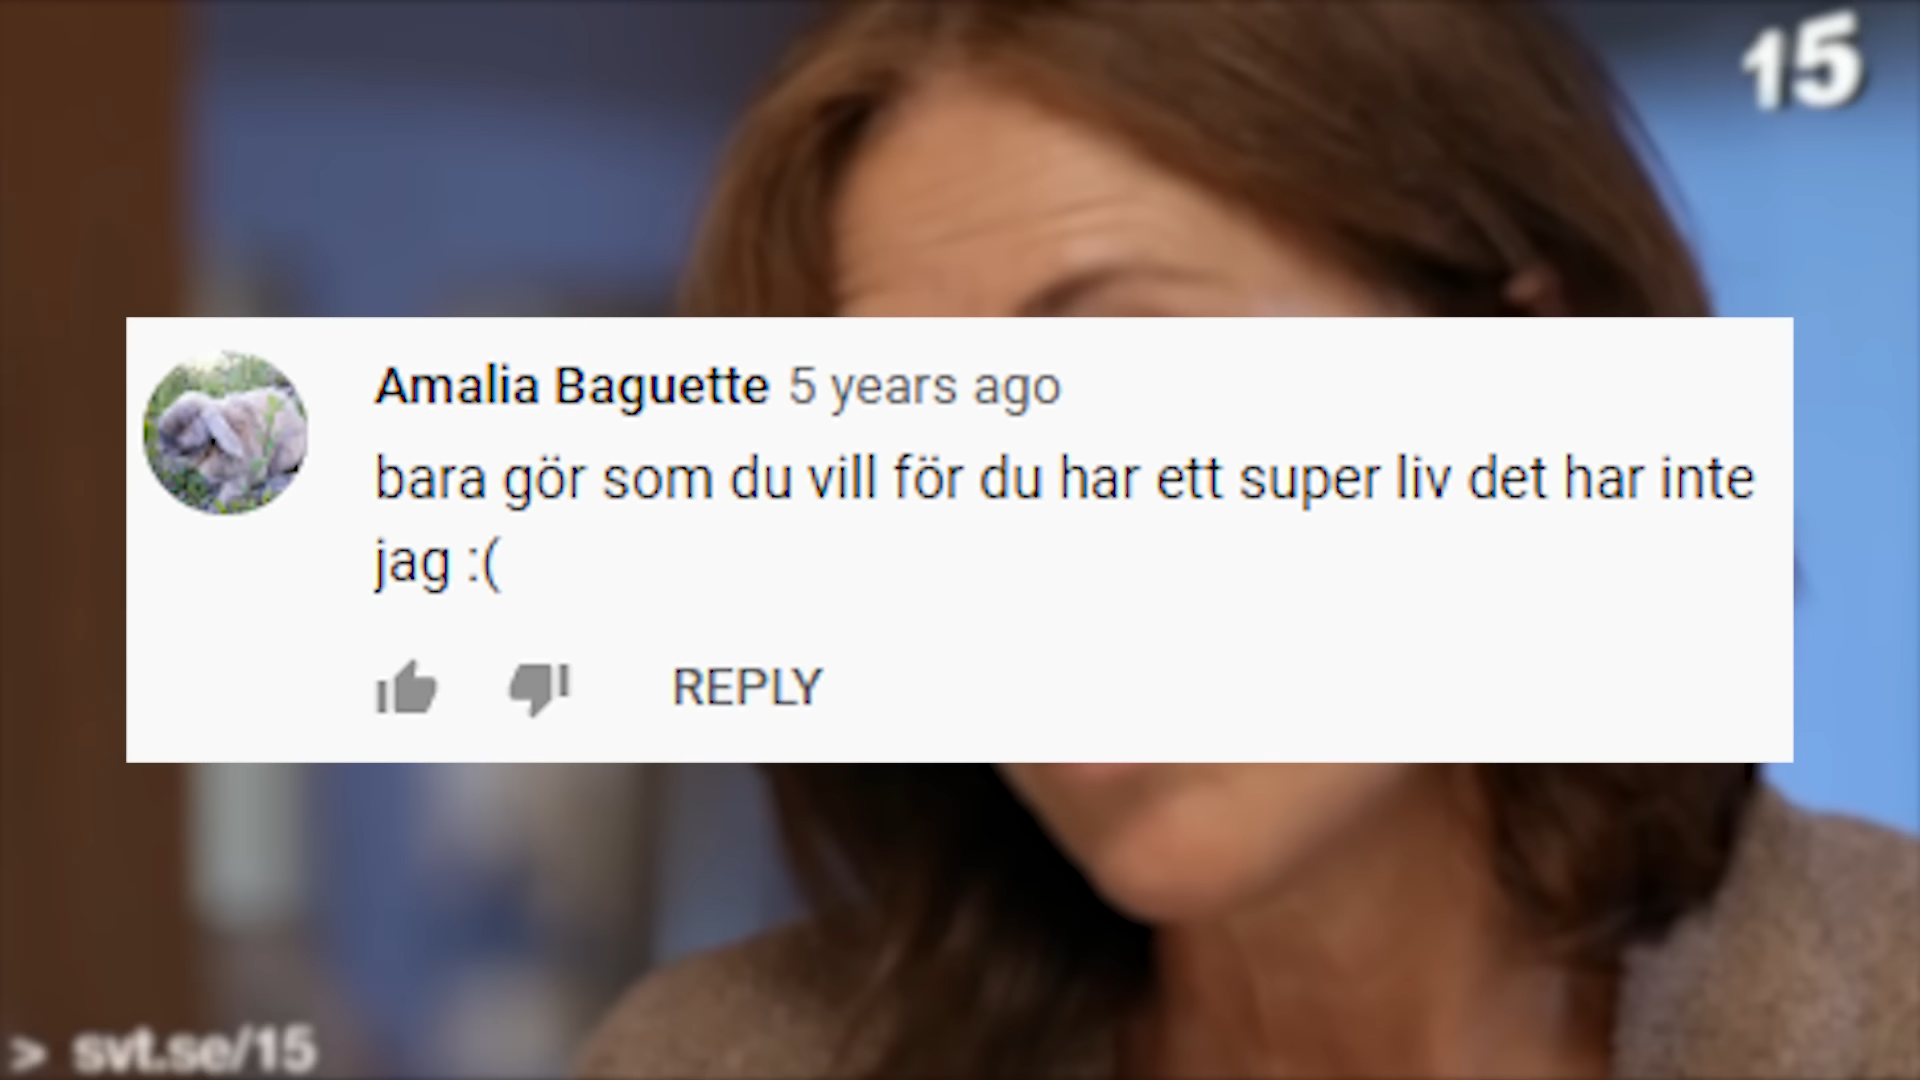 15
Amalia Baguette 5 years ago
bara gör som du vill för du har ett super liv det har inte
jag :(
REPLY
> svt.se/15